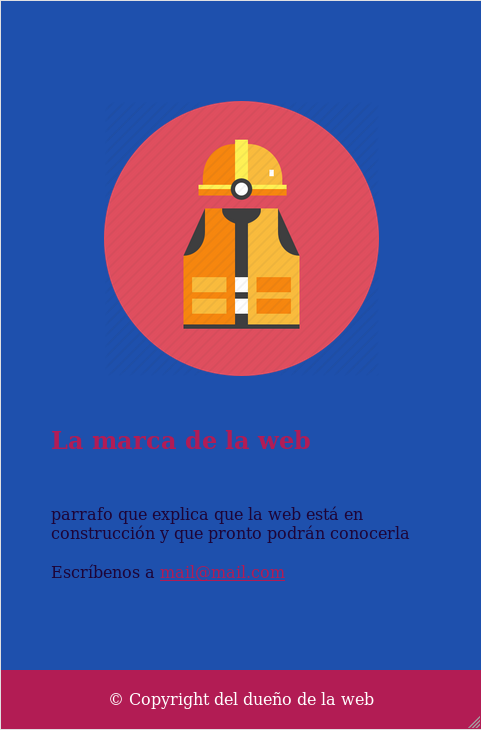 La marca de la web
parrafo que explica que la web está en
construcción y que pronto podrán conocerla
Escríbenos a mail@mail.com
© Copyright del dueño de la web